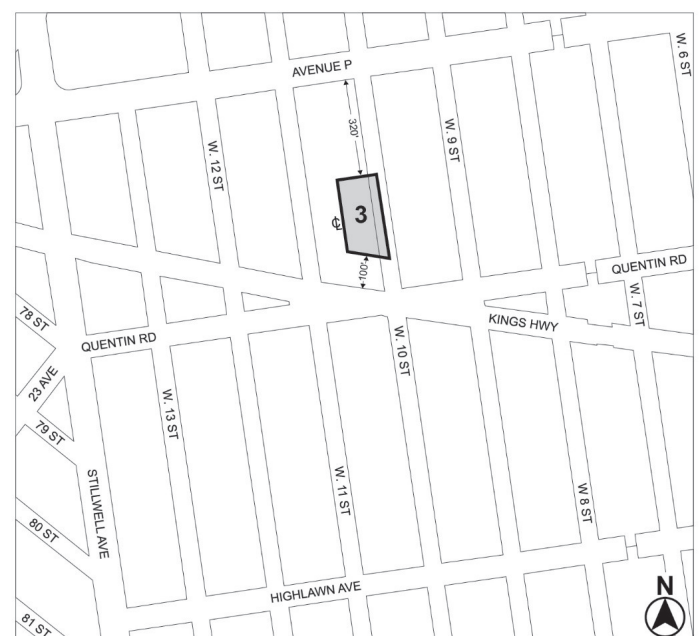 AVENUE P
W. 6 ST
320'
W. 12 ST
W. 9 ST
3
℄
100'
QUENTIN RD
W. 7 ST
78 ST
QUENTIN RD
KINGS HWY
W. 10 ST
23 AVE
W. 13 ST
79 ST
STILLWELL AVE
W. 11 ST
W 8 ST
80 ST
HIGHLAWN AVE
N
81 ST